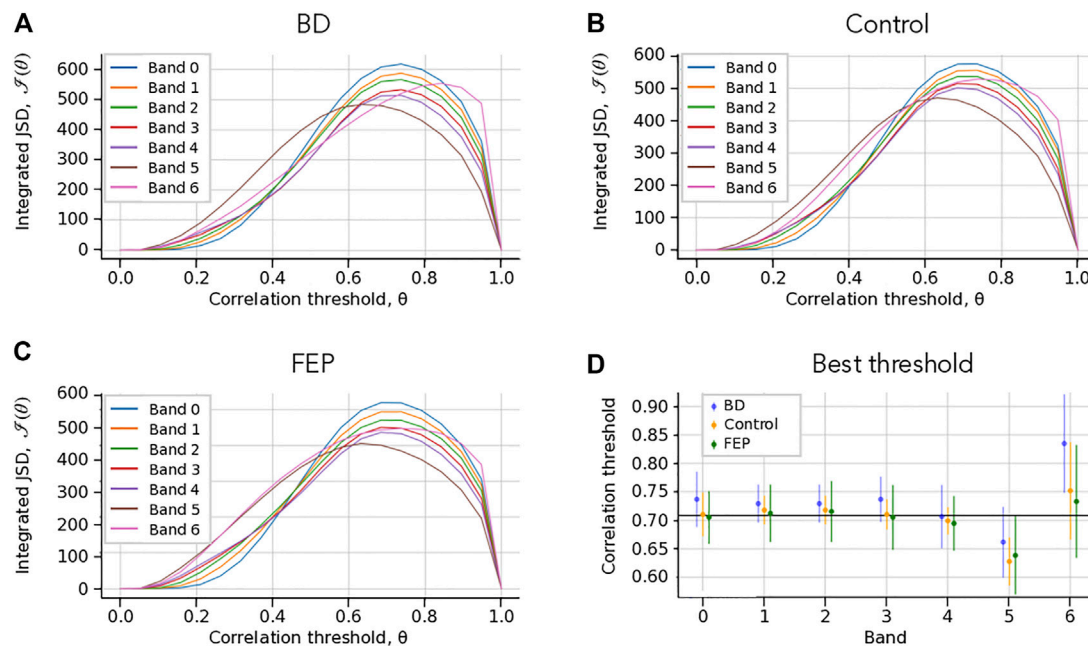 A
BD
Integrated JSD, 𝒥(θ)
600
500
400
300
200
100
0
Band 0
Band 1
Band 2
Band 3
Band 4
Band 5
Band 6
0.0 0.2 0.4 0.6 0.8 1.0
Correlation threshold, θ
B
Control
Integrated JSD, 𝒥(θ)
600
500
400
300
200
100
0
Band 0
Band 1
Band 2
Band 3
Band 4
Band 5
Band 6
0.0 0.2 0.4 0.6 0.8 1.0
Correlation threshold, θ
C
FEP
Integrated JSD, 𝒥(θ)
600
500
400
300
200
100
0
Band 0
Band 1
Band 2
Band 3
Band 4
Band 5
Band 6
0.0 0.2 0.4 0.6 0.8 1.0
Correlation threshold, θ
D
Best threshold
Correlation threshold
0.90
0.85
0.80
0.75
0.70
0.65
0.60
BD
Control
FEP
0 1 2 3 4 5 6
Band